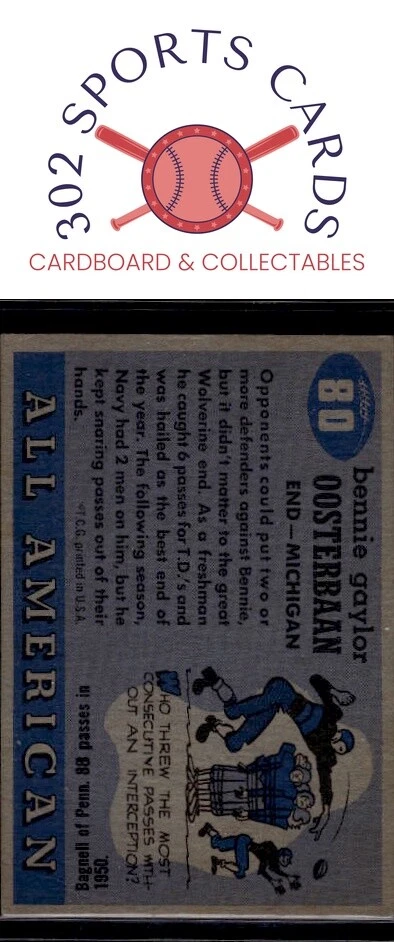 302 SPORTS CARDS
CARDBOARD & COLLECTABLES
80
bennie gaylor
OOSTERBAAN
END—MICHIGAN
Opponents could put two or
more defenders against Bennie,
but it didn't matter to the great
Wolverine end. As a freshman
he caught 6 passes for T.D.'s and
was hailed as the best end of
the year. The following season,
Navy had 2 men on him, but he
kept snaring passes out of their
hands.
©T.C.G. printed in U.S.A.
WHO THREW THE MOST
CONSECUTIVE PASSES WITH-
OUT AN INTERCEPTION?
Bagnell of Penn. 88 passes in
1950.
ALL AMERICAN